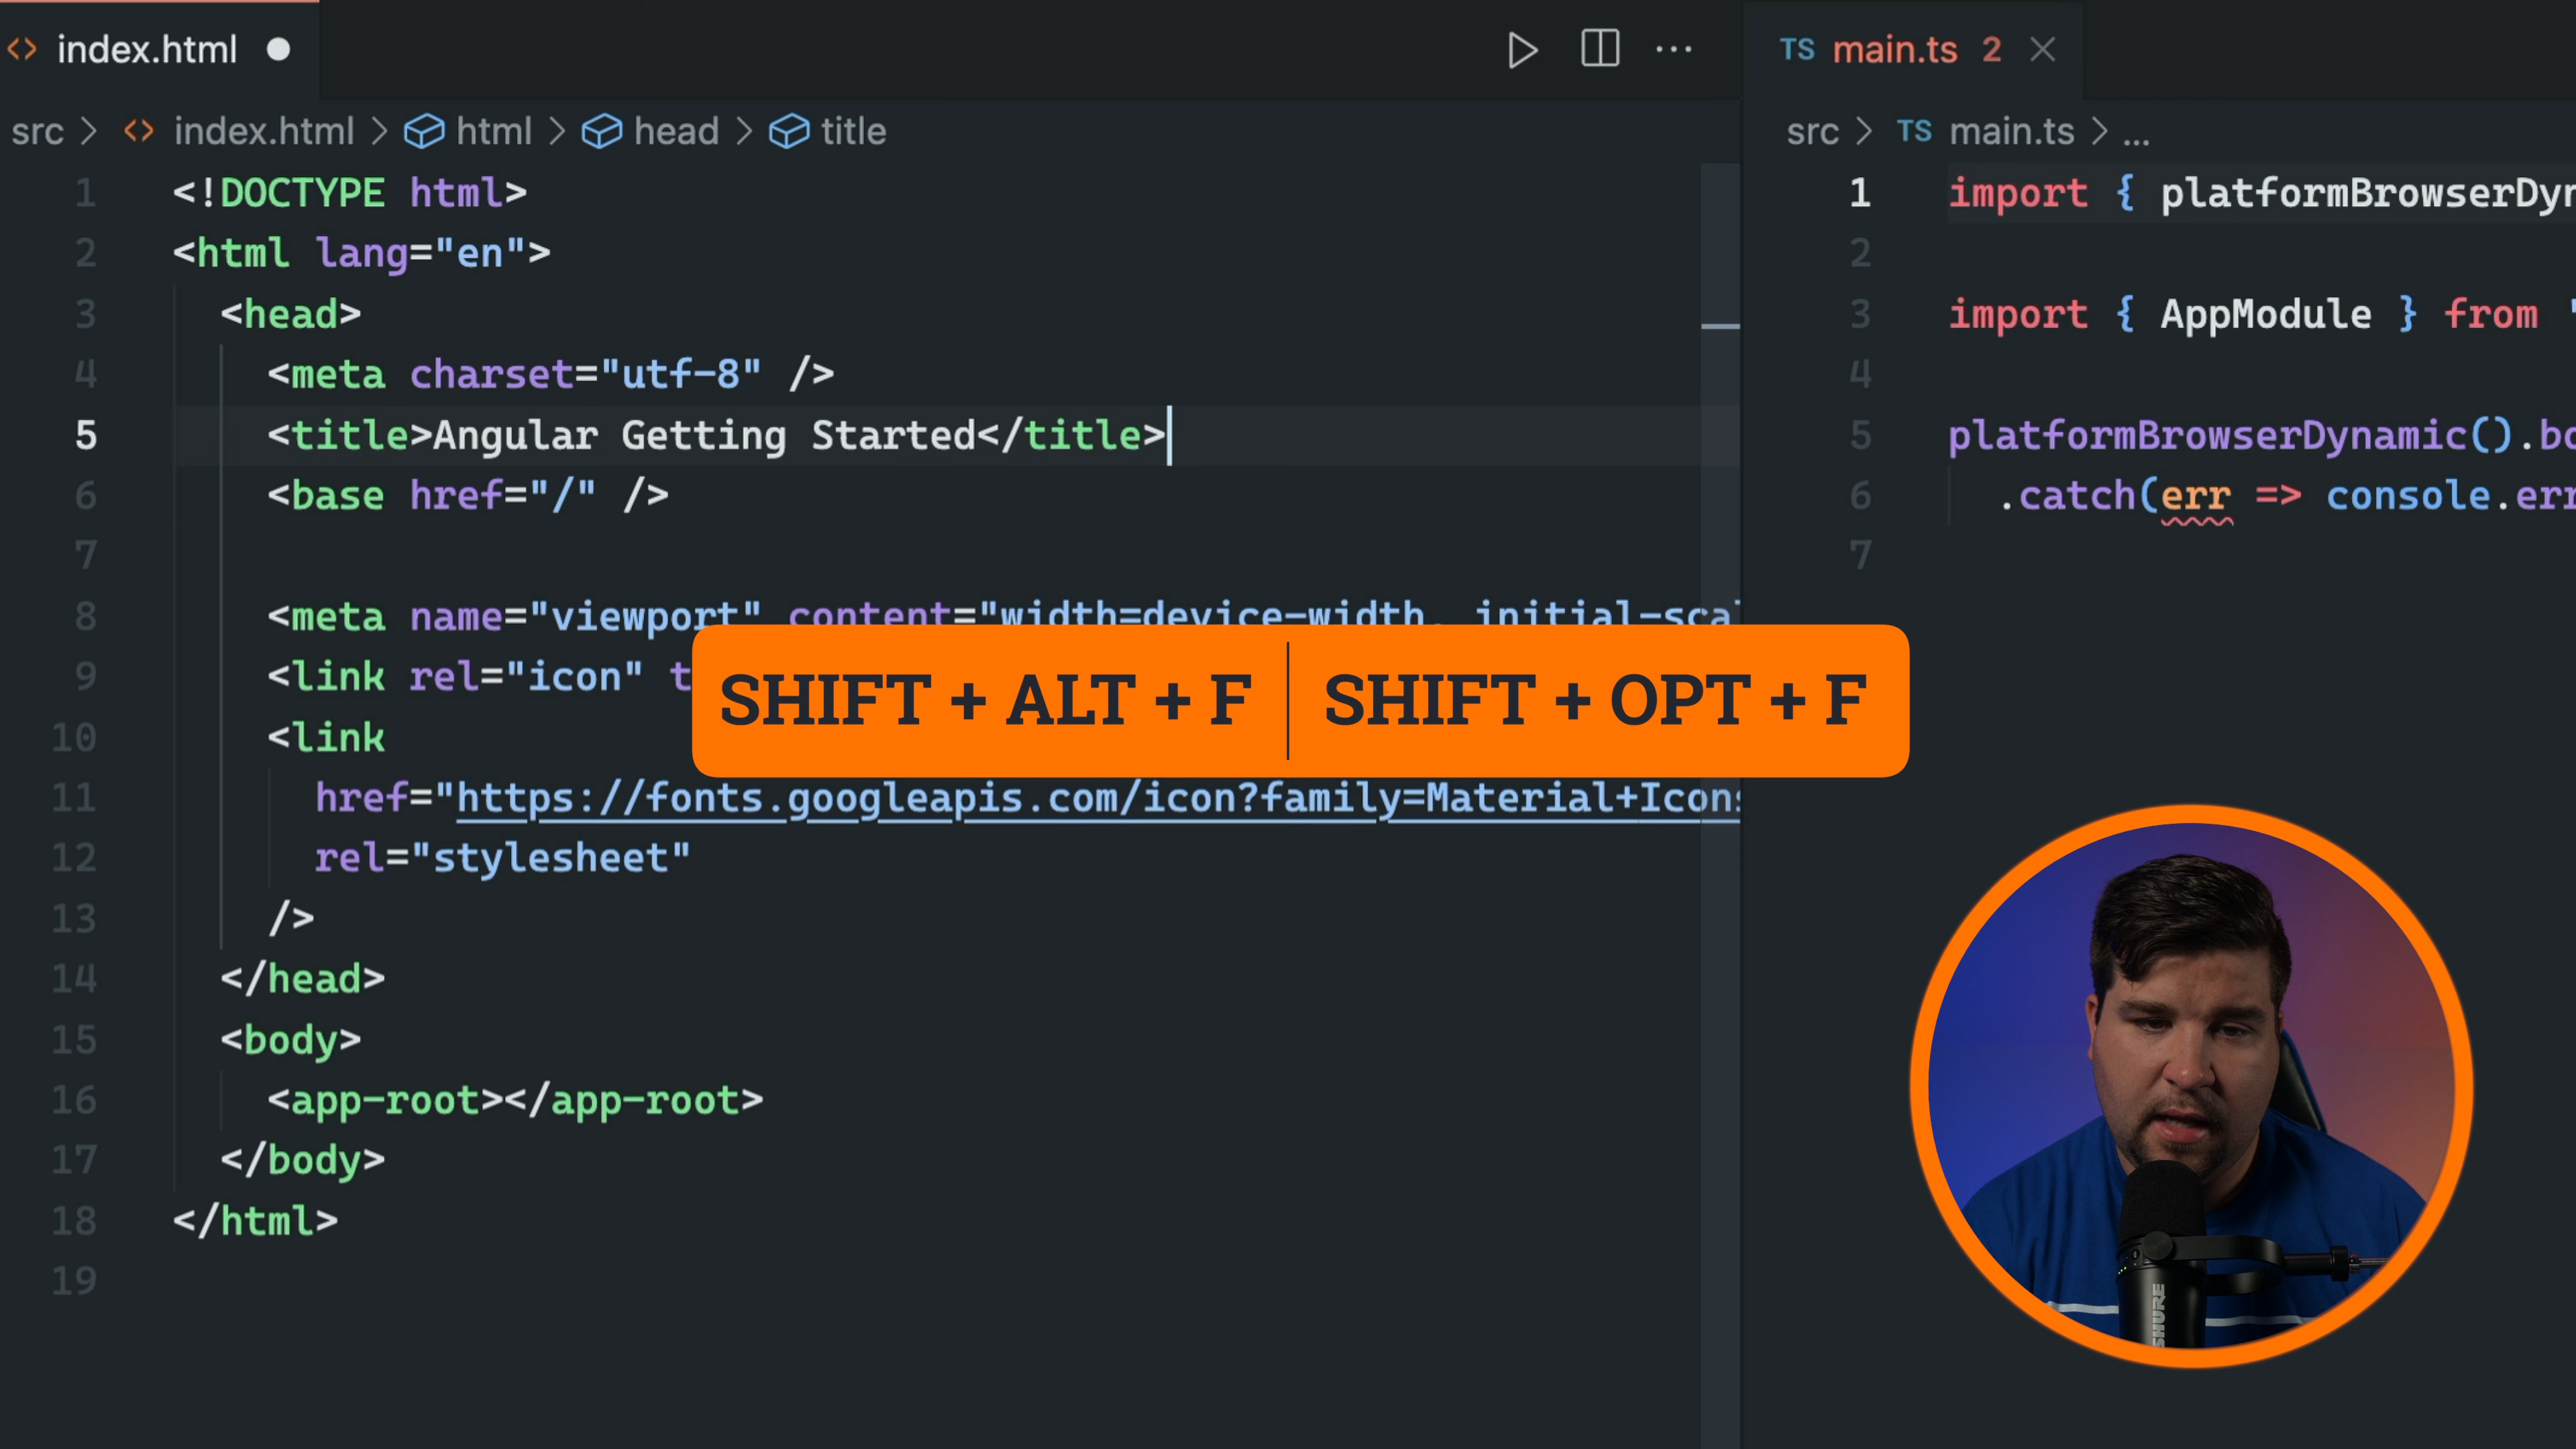 index.html
TS main.ts 2
src > index.html > html > head > title
src > TS main.ts > ...
1 <!DOCTYPE html>
2 <html lang="en">
3 <head>
4 <meta charset="utf-8" />
5 <title>Angular Getting Started</title>
6 <base href="/" />
7
8 <meta name="viewport" content="width=device-width, initial-scal
9 <link rel="icon" t
10 <link
11 href="https://fonts.googleapis.com/icon?family=Material+Icons
12 rel="stylesheet"
13 />
14 </head>
15 <body>
16 <app-root></app-root>
17 </body>
18 </html>
19
1 import { platformBrowserDyn
2
3 import { AppModule } from '
4
5 platformBrowserDynamic().bo
6 .catch(err => console.err
7
SHIFT + ALT + F | SHIFT + OPT + F
SHURE